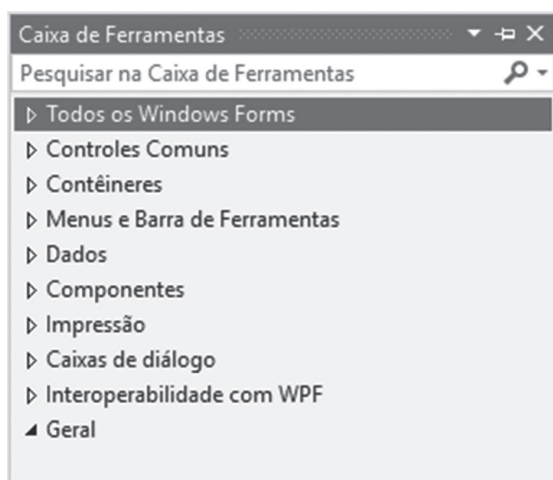 Caixa de Ferramentas
Pesquisar na Caixa de Ferramentas
Todos os Windows Forms
Controles Comuns
Contêineres
Menus e Barra de Ferramentas
Dados
Componentes
Impressão
Caixas de diálogo
Interoperabilidade com WPF
Geral